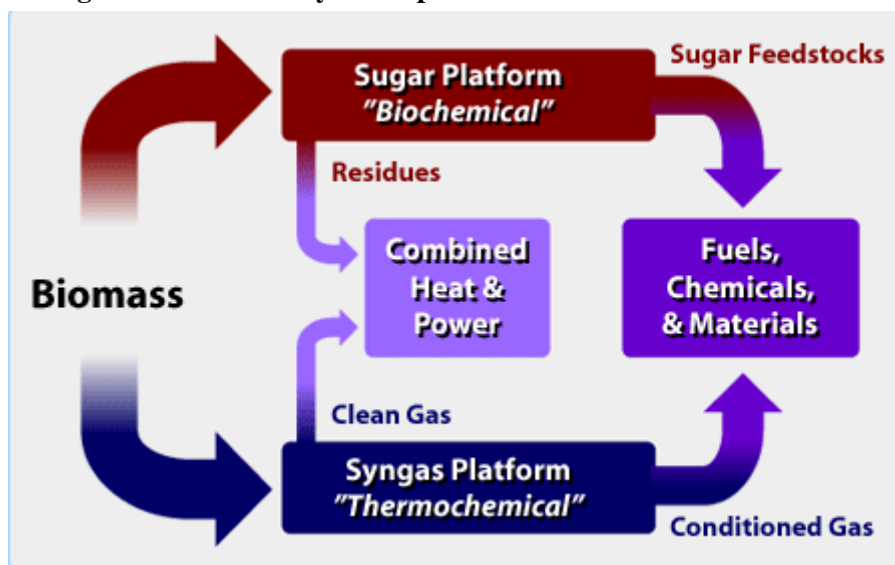 Sugar Platform
"Biochemical"
Sugar Feedstocks
Residues
Combined
Heat &
Power
Fuels,
Chemicals,
& Materials
Biomass
Clean Gas
Syngas Platform
"Thermochemical"
Conditioned Gas